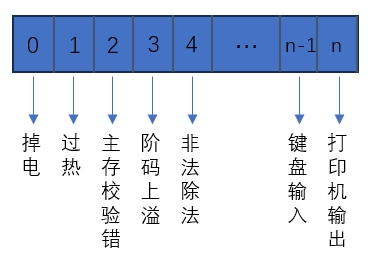 0 1 2 3 4 … n-1 n
掉电
过热
主存校验错
阶码上溢
非法除法
键盘输入
打印机输出